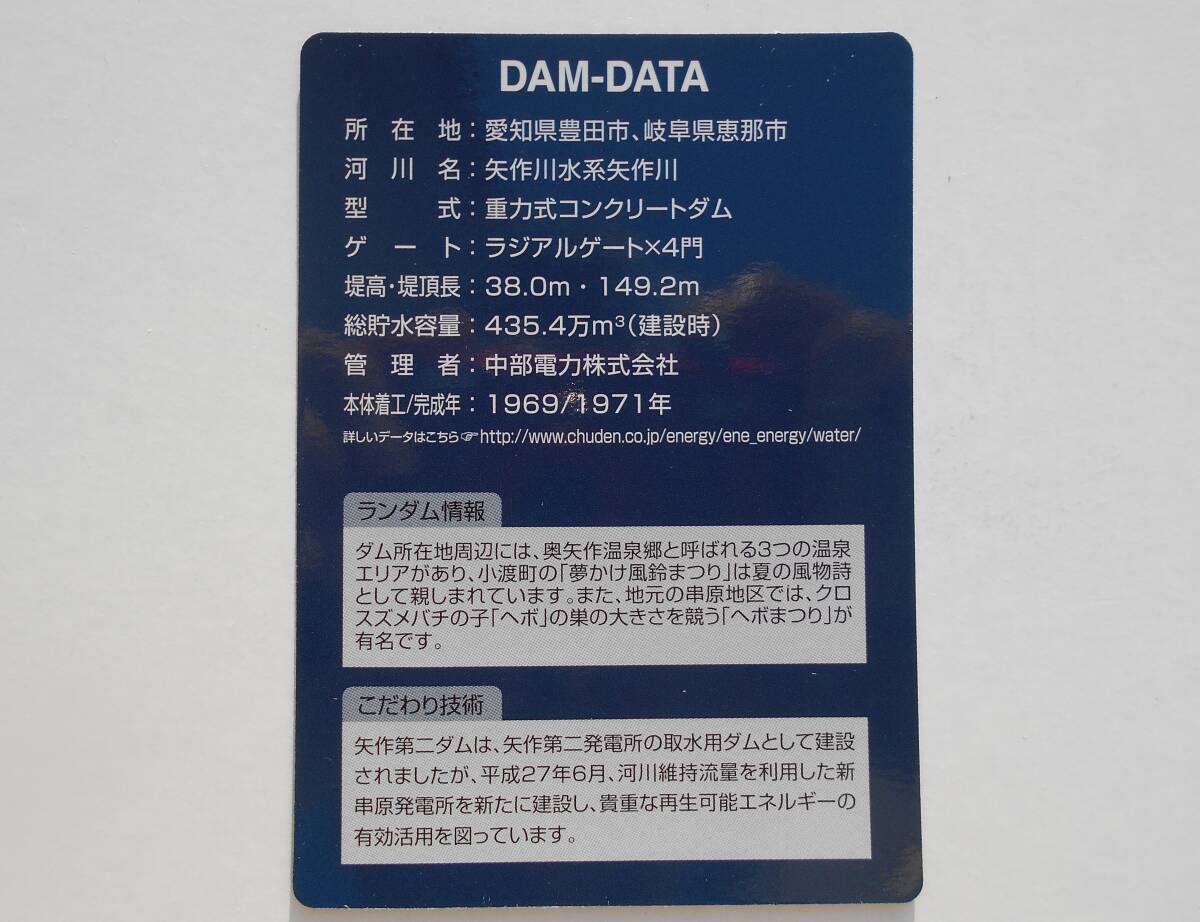 DAM-DATA
所在地：愛知県豊田市、岐阜県恵那市
河川名：矢作川水系矢作川
型式：重力式コンクリートダム
ゲート：ラジアルゲート×4門
堤高・堤頂長：38.0m・149.2m
総貯水容量：435.4万m³（建設時）
管理者：中部電力株式会社
本体着工/完成年：1969/1971年
詳しいデータはこちら☞http://www.chuden.co.jp/energy/ene_energy/water/
ランダム情報
ダム所在地周辺には、奥矢作温泉郷と呼ばれる3つの温泉
エリアがあり、小渡町の「夢かけ風鈴まつり」は夏の風物詩
として親しまれています。また、地元の串原地区では、クロ
スズメバチの子「ヘボ」の巣の大きさを競う「ヘボまつり」が
有名です。
こだわり技術
矢作第二ダムは、矢作第二発電所の取水用ダムとして建設
されましたが、平成27年6月、河川維持流量を利用した新
串原発電所を新たに建設し、貴重な再生可能エネルギーの
有効活用を図っています。